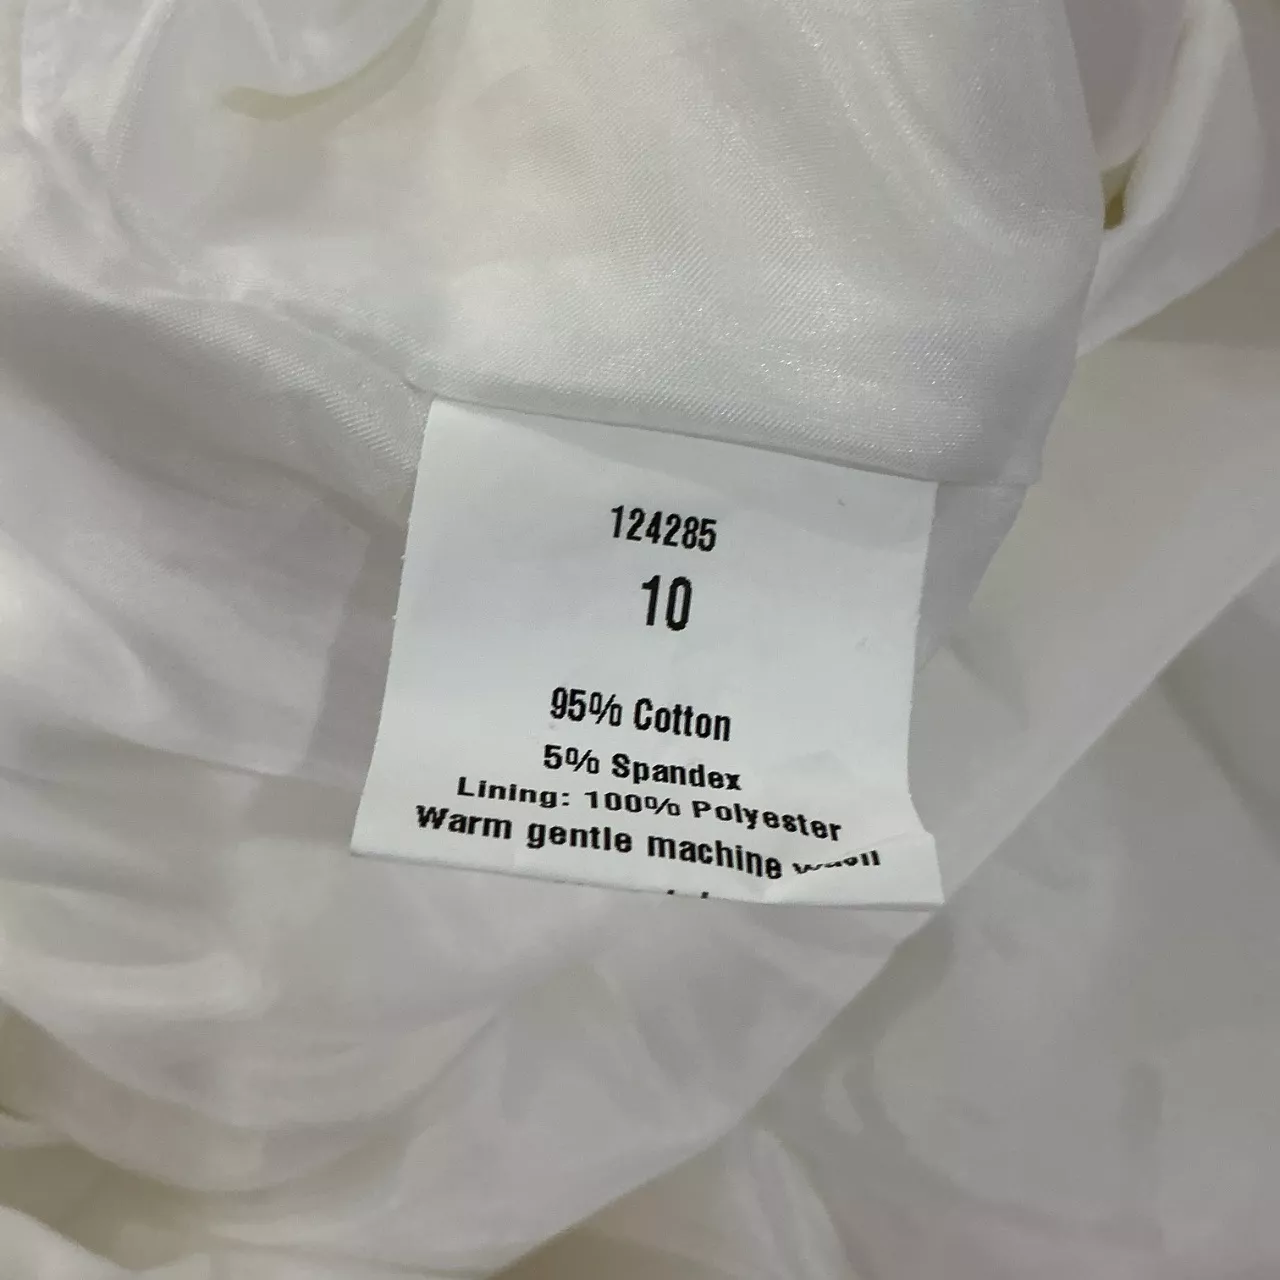 124285
10
95% Cotton
5% Spandex
Lining: 100% Polyester
Warm gentle machine wash